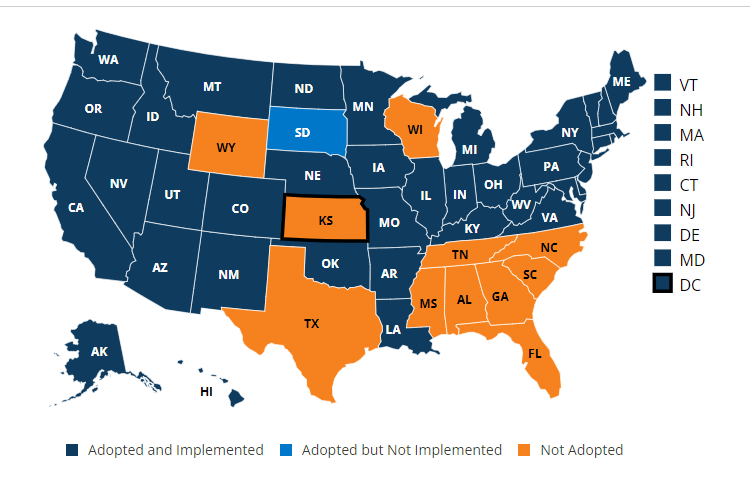 WA
MT
ND
MN
ME
VT
OR
ID
SD
WI
NH
WY
MI
NY
MA
NV
UT
NE
IA
PA
RI
CA
CO
KS
MO
IL
IN
OH
WV
VA
CT
KY
NJ
AZ
NM
OK
AR
TN
NC
DE
SC
MD
TX
LA
MS
AL
GA
DC
FL
AK
HI
Adopted and Implemented
Adopted but Not Implemented
Not Adopted